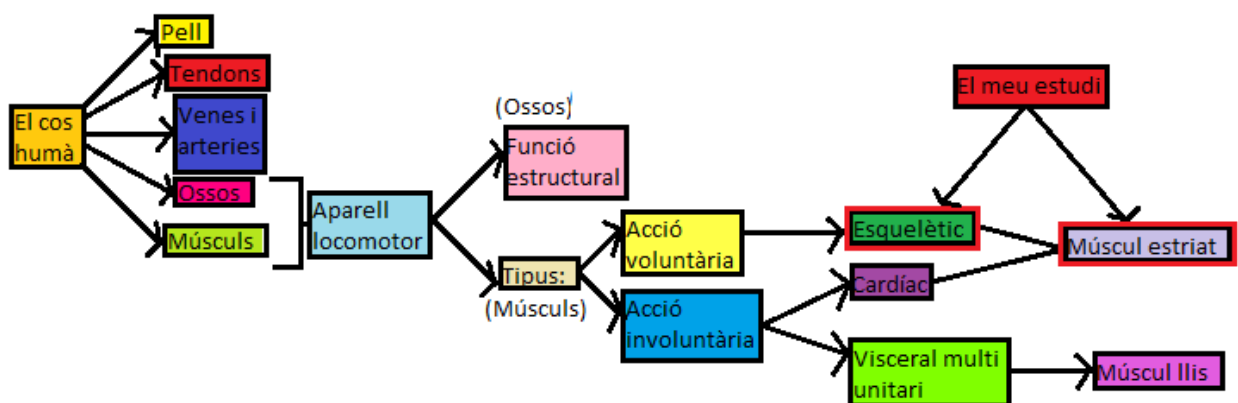 El cos
humà
Pell
Tendons
Venes i
arteries
Ossos
Músculs
Aparell
locomotor
(Ossos)
Funció
estructural
Tipus:
(Músculs)
Acció
voluntària
Acció
involuntària
El meu estudi
Esquelètic
Cardíac
Visceral multi
unitari
Múscul estriat
Múscul llis